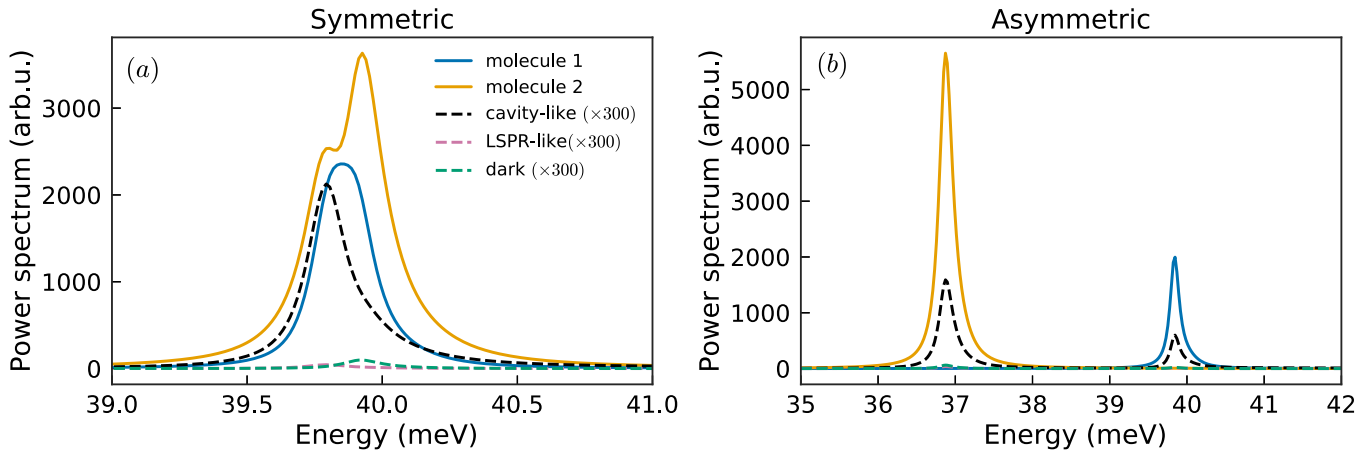 Symmetric
(a)
molecule 1
molecule 2
cavity-like (×300)
LSPR-like(×300)
dark (×300)
Power spectrum (arb.u.)
3000
2000
1000
0
39.0 39.5 40.0 40.5 41.0
Energy (meV)
Asymmetric
(b)
Power spectrum (arb.u.)
5000
4000
3000
2000
1000
0
35 36 37 38 39 40 41 42
Energy (meV)